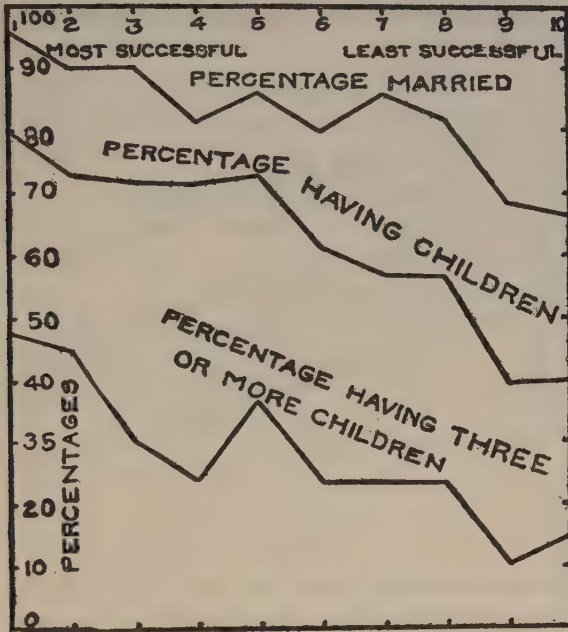 100 2 3 4 5 6 7 8 9 10
MOST SUCCESSFUL LEAST SUCCESSFUL
90
PERCENTAGE MARRIED
80
PERCENTAGE HAVING CHILDREN
70
60
50
PERCENTAGE HAVING THREE
OR MORE CHILDREN
40
35
20
10
0
PERCENTAGES